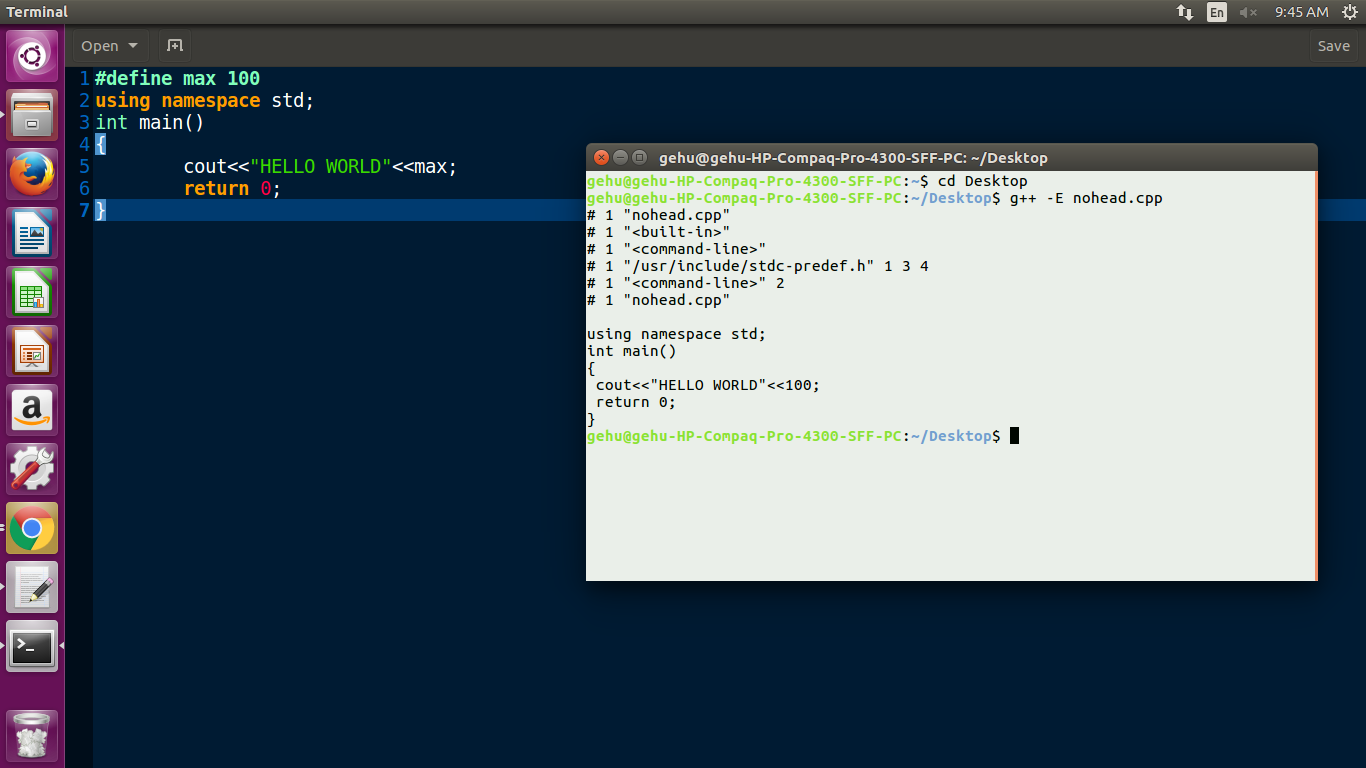 Terminal
En
9:45 AM
Open
Save
1 #define max 100
2 using namespace std;
3 int main()
4 {
5 cout<<"HELLO WORLD"<<max;
6 return 0;
7 }
gehu@gehu-HP-Compaq-Pro-4300-SFF-PC: ~/Desktop
gehu@gehu-HP-Compaq-Pro-4300-SFF-PC:~$ cd Desktop
gehu@gehu-HP-Compaq-Pro-4300-SFF-PC:~/Desktop$ g++ -E nohead.cpp
# 1 "nohead.cpp"
# 1 "<built-in>"
# 1 "<command-line>"
# 1 "/usr/include/stdc-predef.h" 1 3 4
# 1 "<command-line>" 2
# 1 "nohead.cpp"
using namespace std;
int main()
{
cout<<"HELLO WORLD"<<100;
return 0;
}
gehu@gehu-HP-Compaq-Pro-4300-SFF-PC:~/Desktop$
a
>_